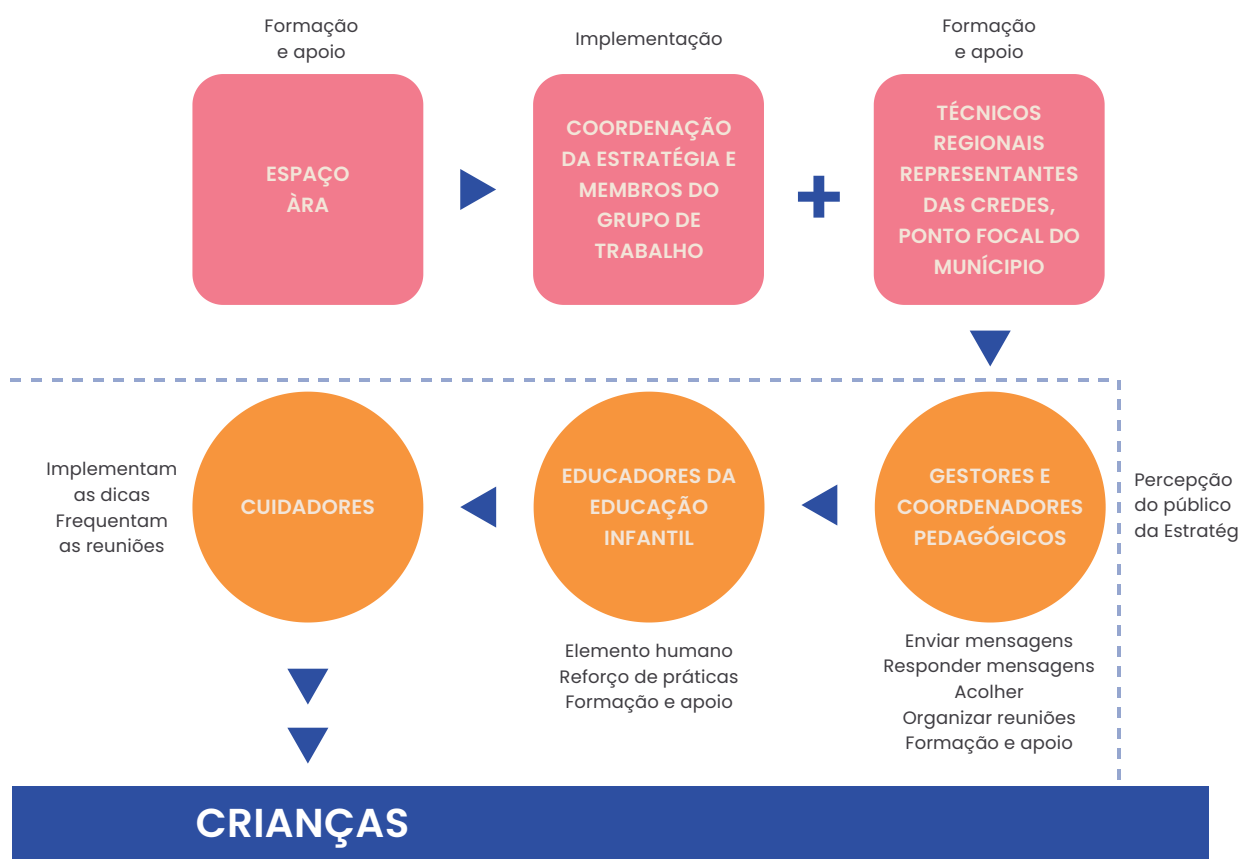 Formação
e apoio
Implementação
Formação
e apoio
ESPAÇO
ÀRA
COORDENAÇÃO
DA ESTRATÉGIA E
MEMBROS DO
GRUPO DE
TRABALHO
TÉCNICOS
REGIONAIS
REPRESENTANTES
DAS CREDES,
PONTO FOCAL DO
MUNÍCIPIO
Implementam
as dicas
Frequentam
as reuniões
CUIDADORES
EDUCADORES DA
EDUCAÇÃO
INFANTIL
GESTORES E
COORDENADORES
PEDAGÓGICOS
Percepção
do público
da Estratég
Elemento humano
Reforço de práticas
Formação e apoio
Enviar mensagens
Responder mensagens
Acolher
Organizar reuniões
Formação e apoio
CRIANÇAS